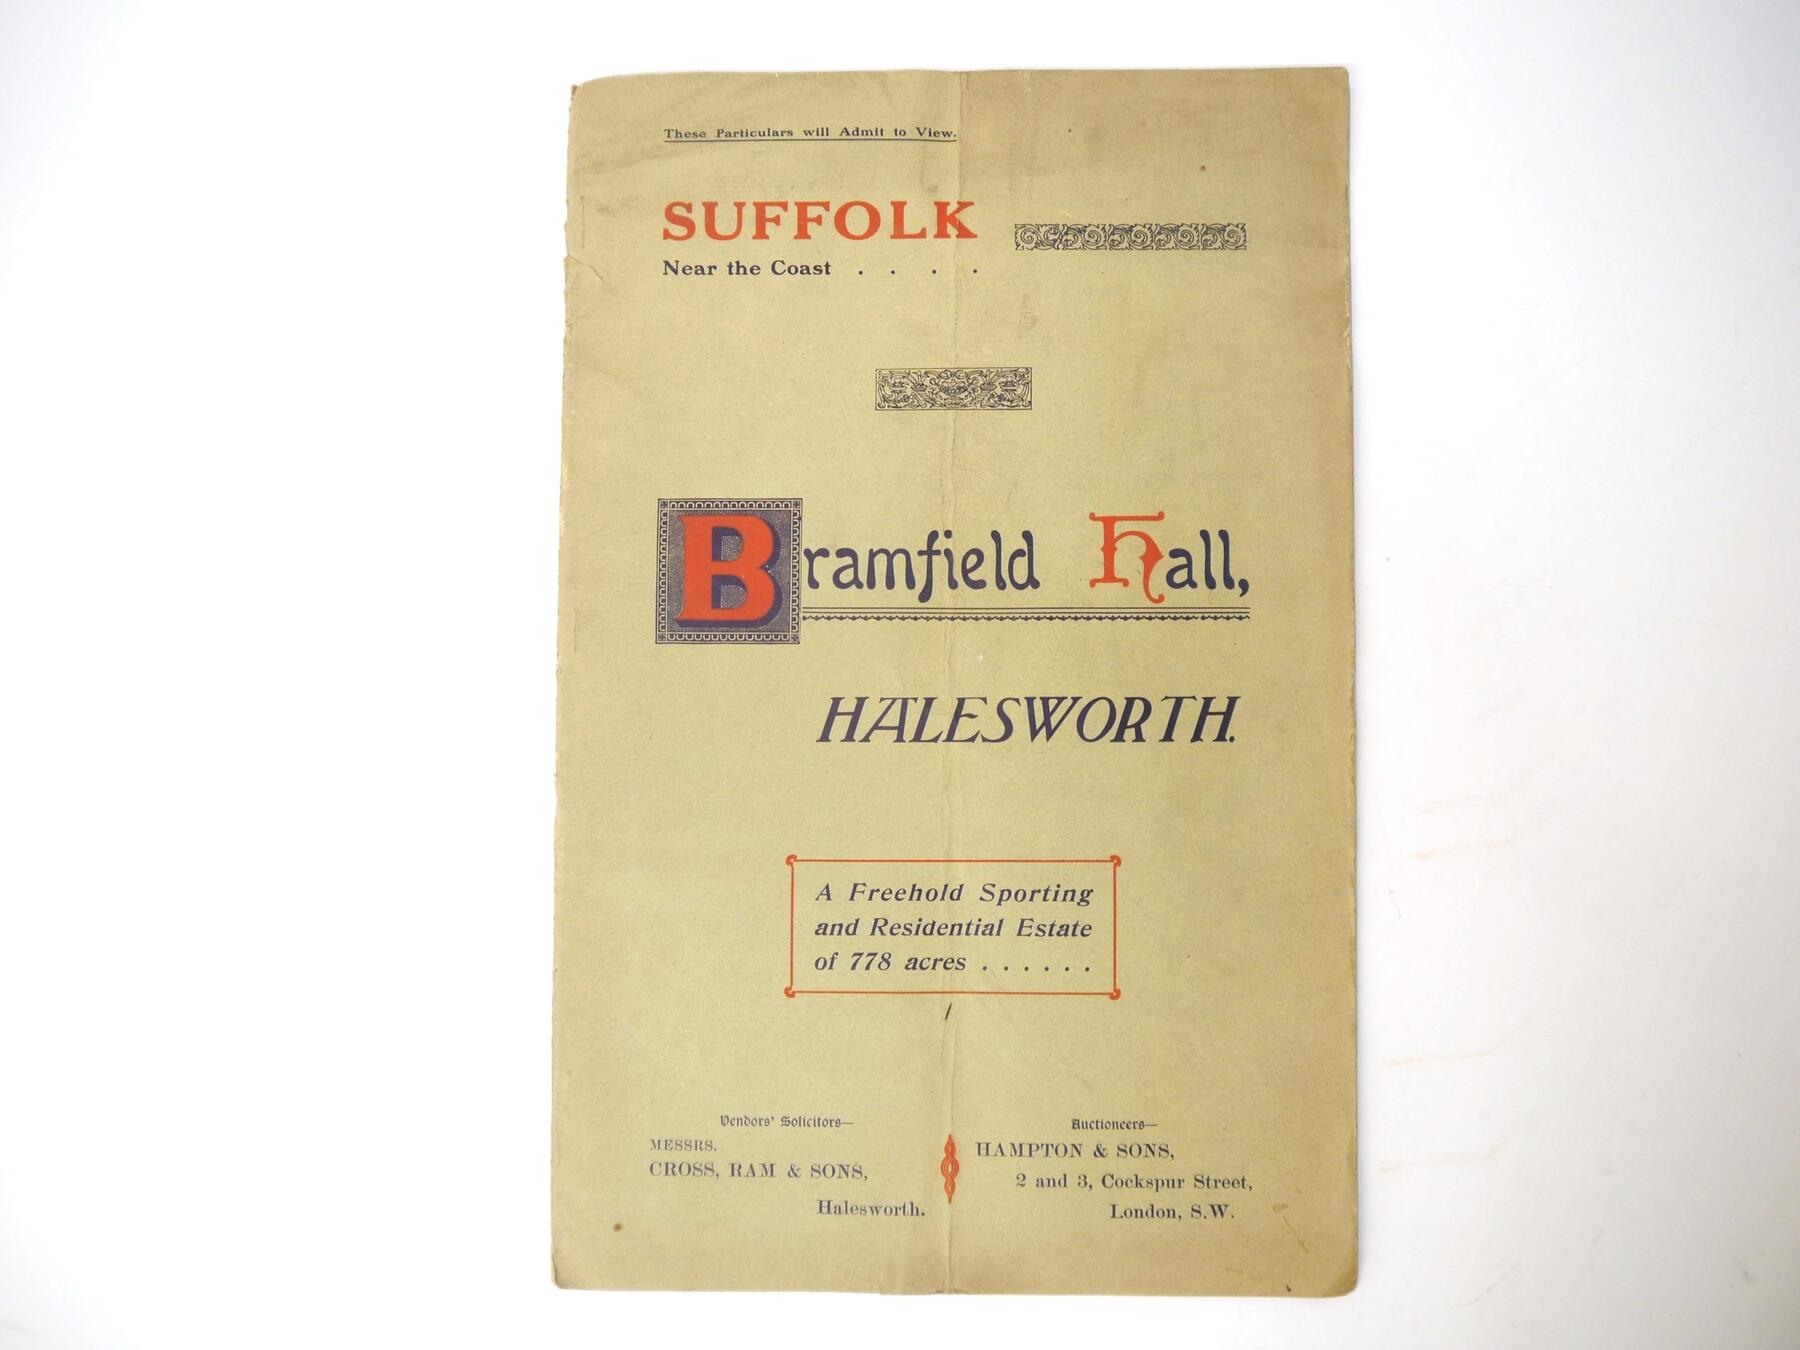 These Particulars will Admit to View.
SUFFOLK
Near the Coast . . . .
Bramfield Hall,
HALESWORTH.
A Freehold Sporting
and Residential Estate
of 778 acres . . . . . .
Vendors' Solicitors—
MESSRS.
CROSS, RAM & SONS,
Halesworth.
Auctioneers—
HAMPTON & SONS,
2 and 3, Cockspur Street,
London, S.W.